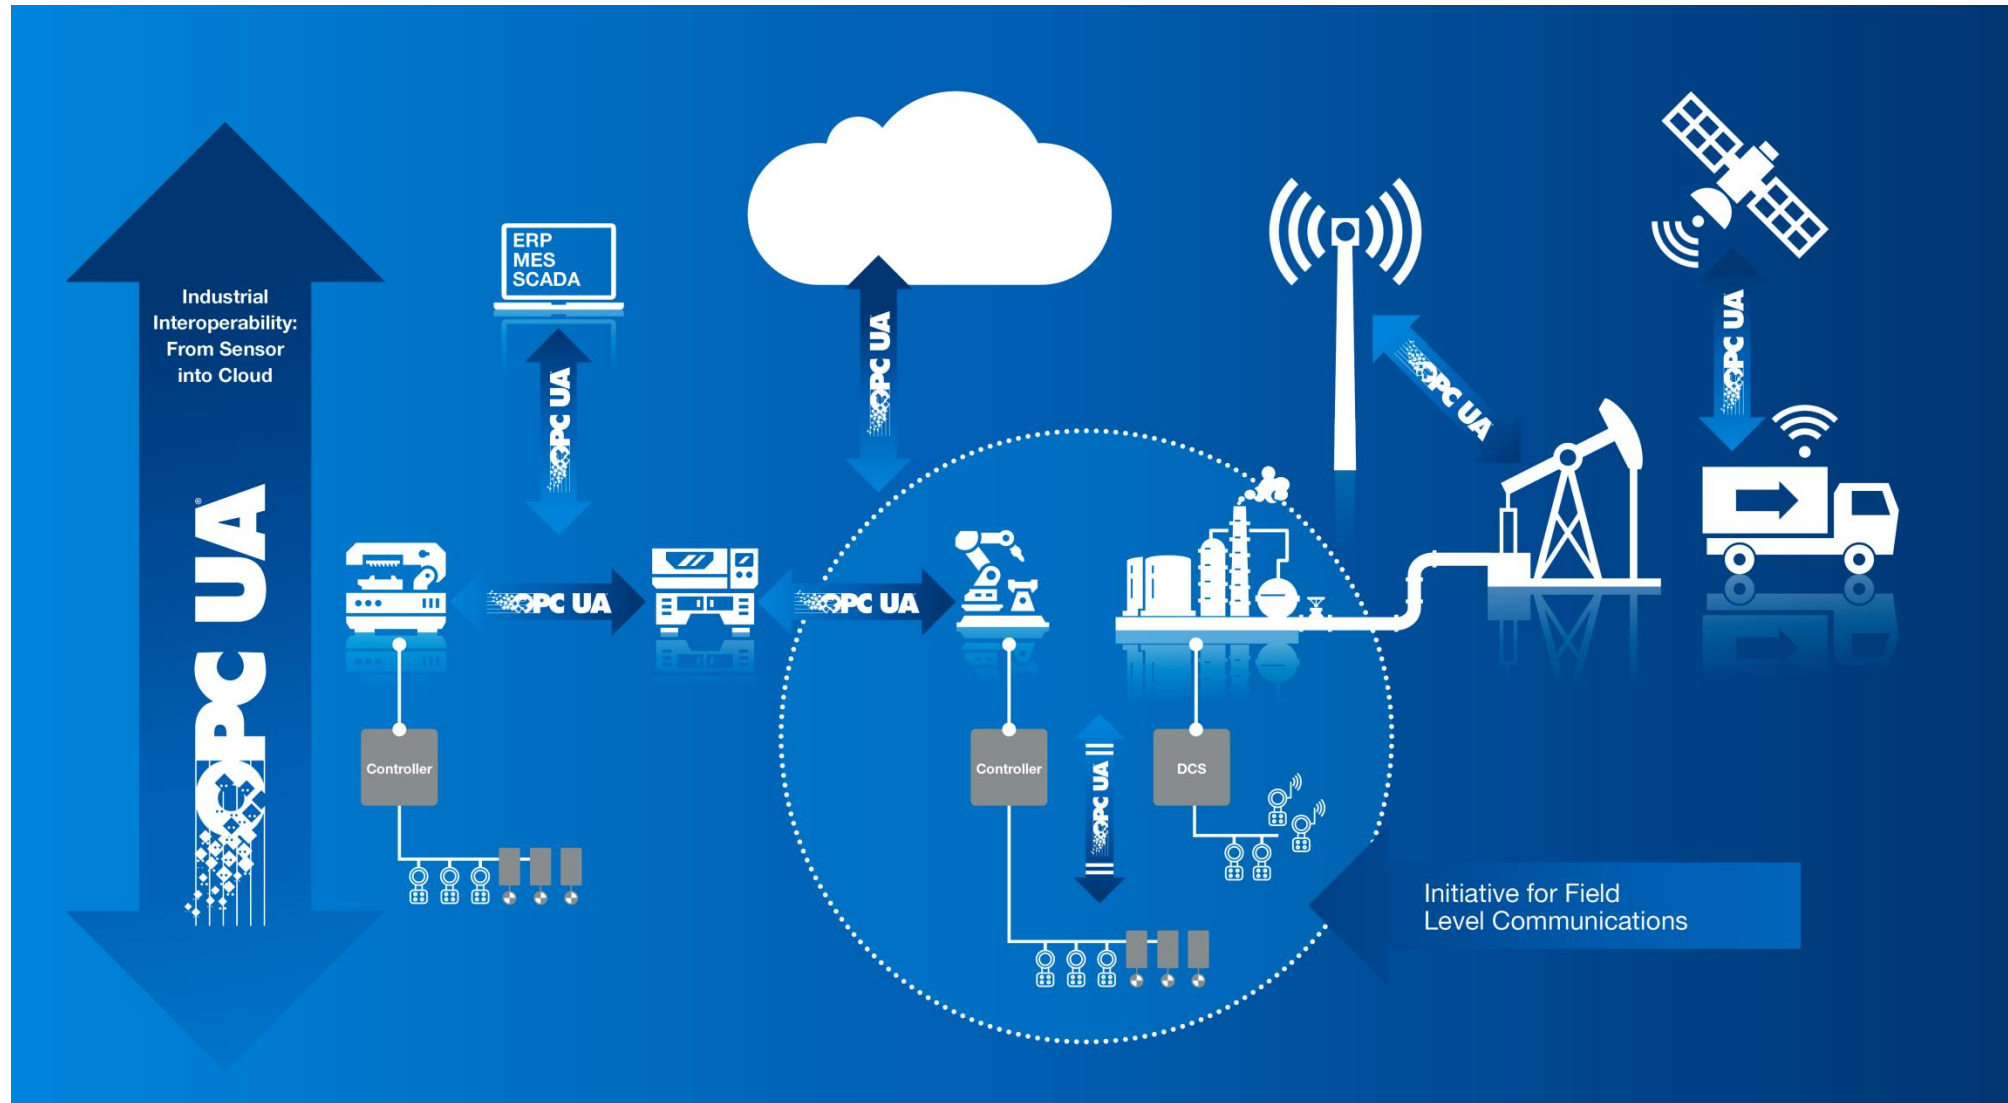 Industrial
Interoperability:
From Sensor
into Cloud
OPC UA®
ERP
MES
SCADA
OPC UA
OPC UA
OPC UA
OPC UA
OPC UA
OPC UA
Controller
Controller
OPC UA
DCS
Initiative for Field
Level Communications